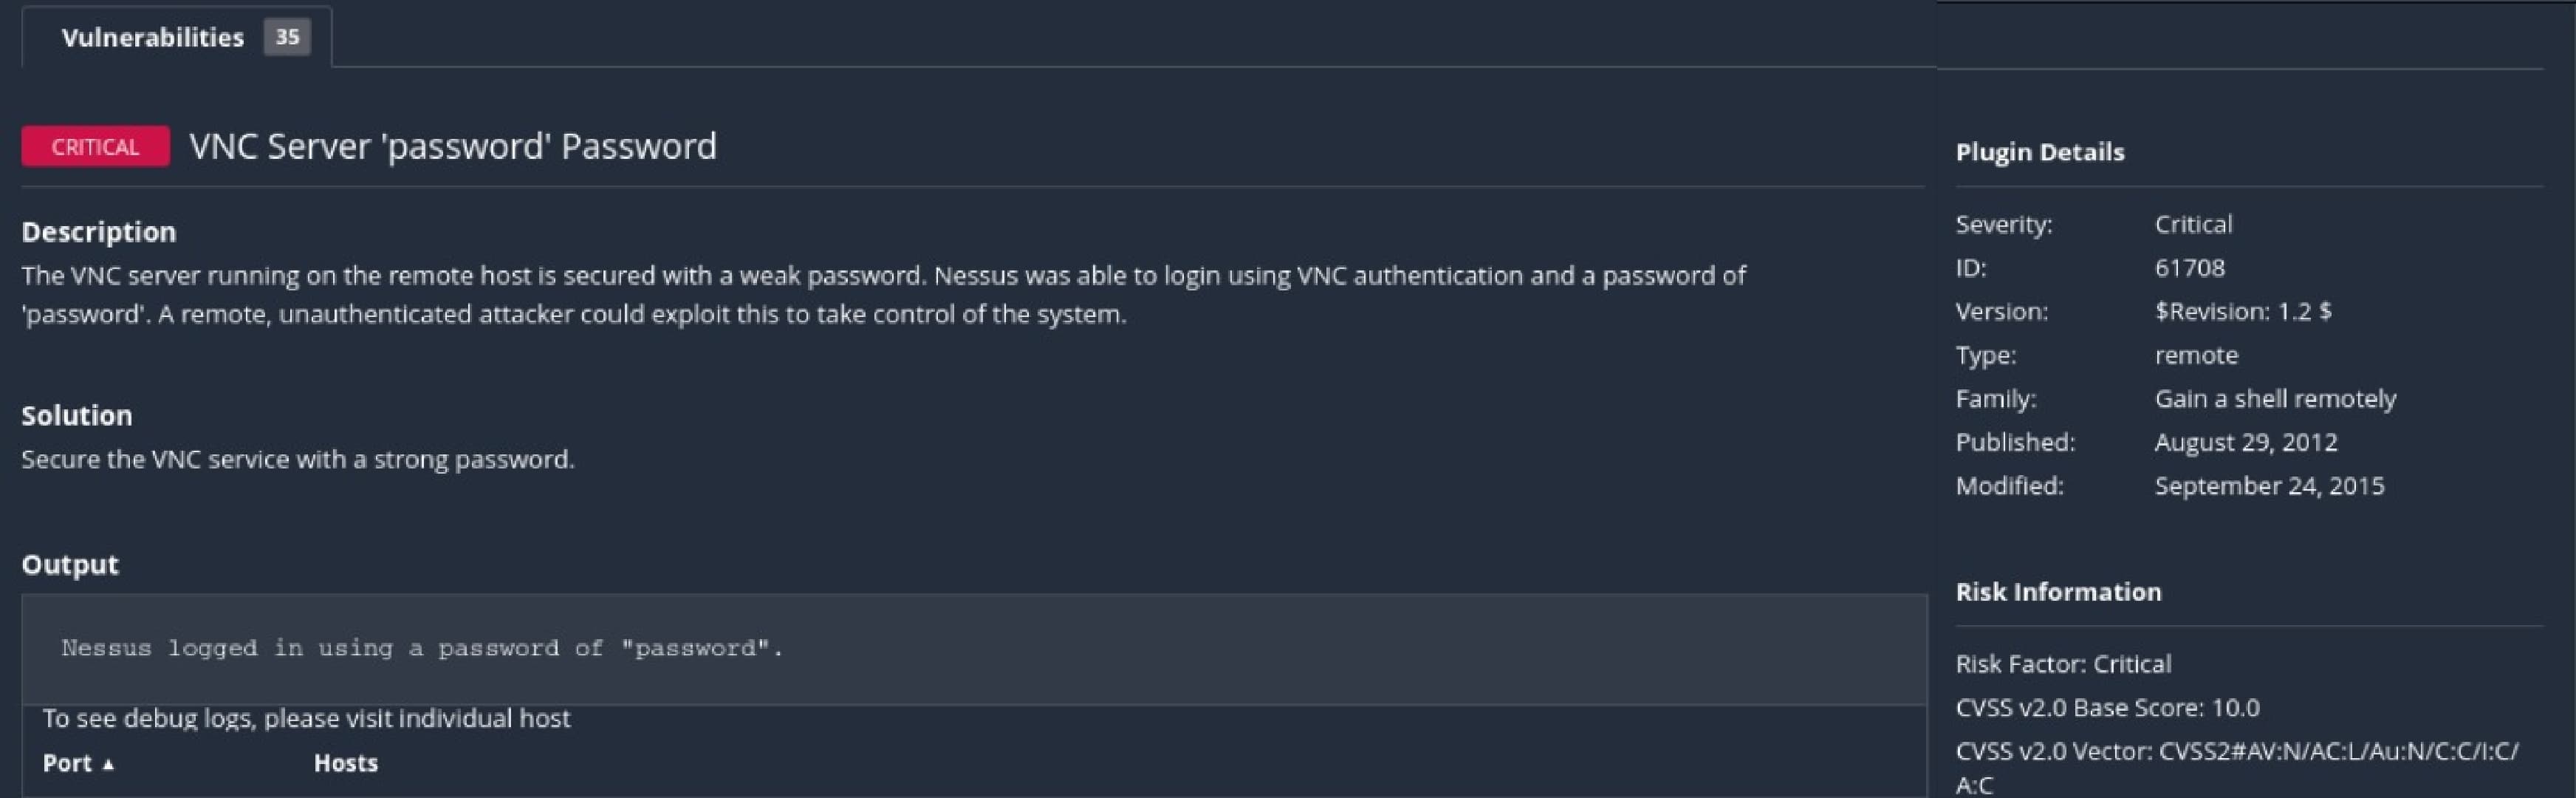 Vulnerabilities 35
CRITICAL VNC Server 'password' Password
Description
The VNC server running on the remote host is secured with a weak password. Nessus was able to login using VNC authentication and a password of
'password'. A remote, unauthenticated attacker could exploit this to take control of the system.
Solution
Secure the VNC service with a strong password.
Output
Nessus logged in using a password of "password".
To see debug logs, please visit individual host
Port ▲ Hosts
Plugin Details
Severity: Critical
ID: 61708
Version: $Revision: 1.2 $
Type: remote
Family: Gain a shell remotely
Published: August 29, 2012
Modified: September 24, 2015
Risk Information
Risk Factor: Critical
CVSS v2.0 Base Score: 10.0
CVSS v2.0 Vector: CVSS2#AV:N/AC:L/Au:N/C:C/I:C/
A:C